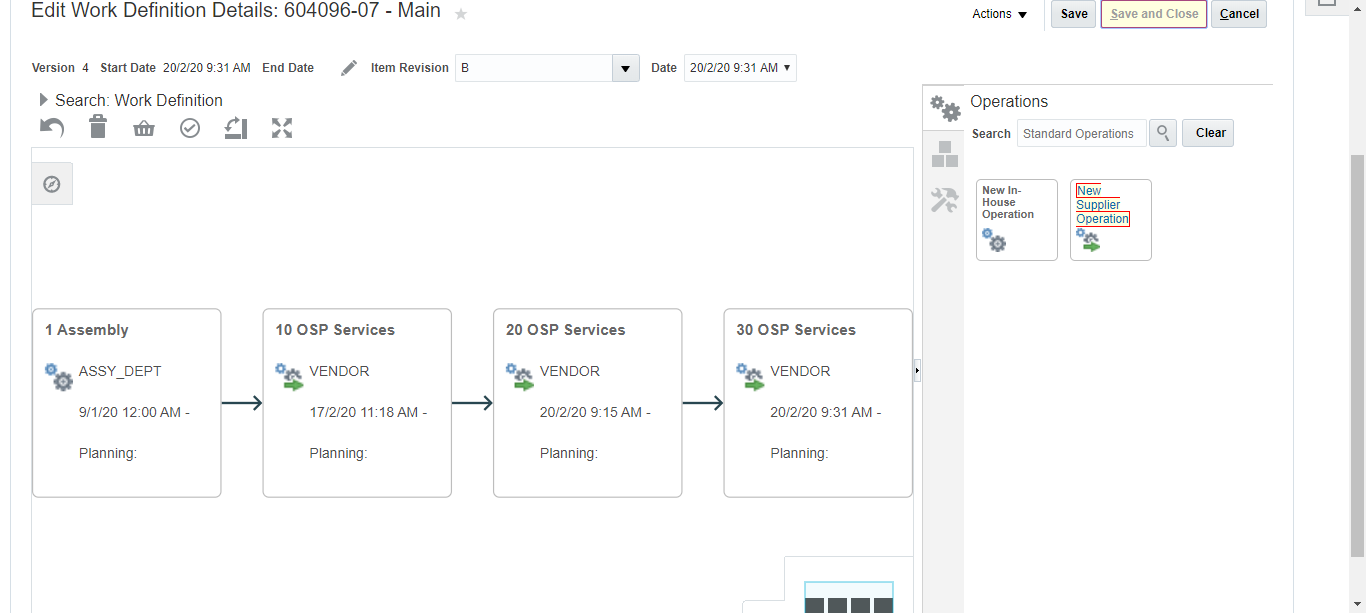 Edit Work Definition Details: 604096-07 - Main
Actions
Save
Save and Close
Cancel
Version 4 Start Date 20/2/20 9:31 AM End Date
Item Revision B
Date 20/2/20 9:31 AM
Search: Work Definition
Operations
Search Standard Operations
Clear
New In-
House
Operation
New
Supplier
Operation
1 Assembly
ASSY_DEPT
9/1/20 12:00 AM -
Planning:
10 OSP Services
VENDOR
17/2/20 11:18 AM -
Planning:
20 OSP Services
VENDOR
20/2/20 9:15 AM -
Planning:
30 OSP Services
VENDOR
20/2/20 9:31 AM -
Planning: